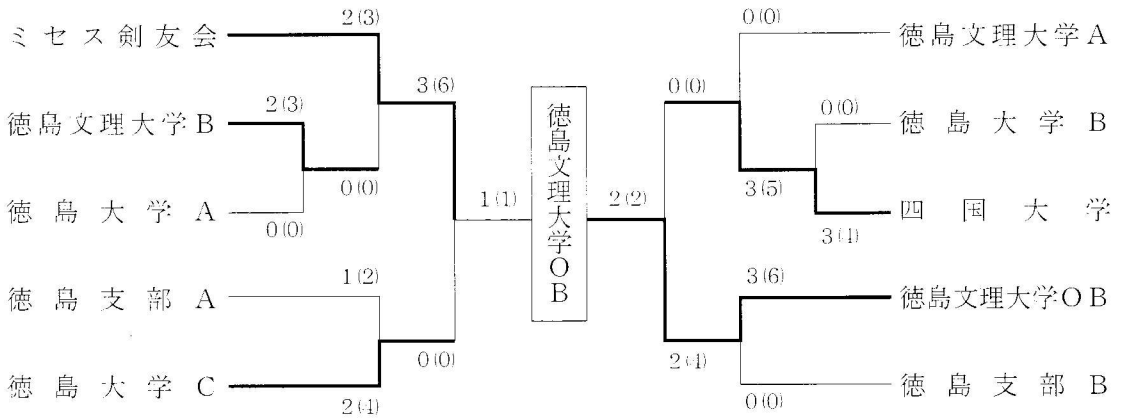 ミセス剣友会
2(3)
徳島文理大学B
2(3)
徳島大学A
0(0)
0(0)
3(6)
徳島支部A
1(2)
徳島大学C
2(4)
0(0)
1(1)
徳島文理大学OB
2(2)
0(0)
0(0)
徳島文理大学A
0(0)
徳島大学B
3(5)
四国大学
3(4)
3(6)
徳島文理大学OB
2(4)
0(0)
徳島支部B